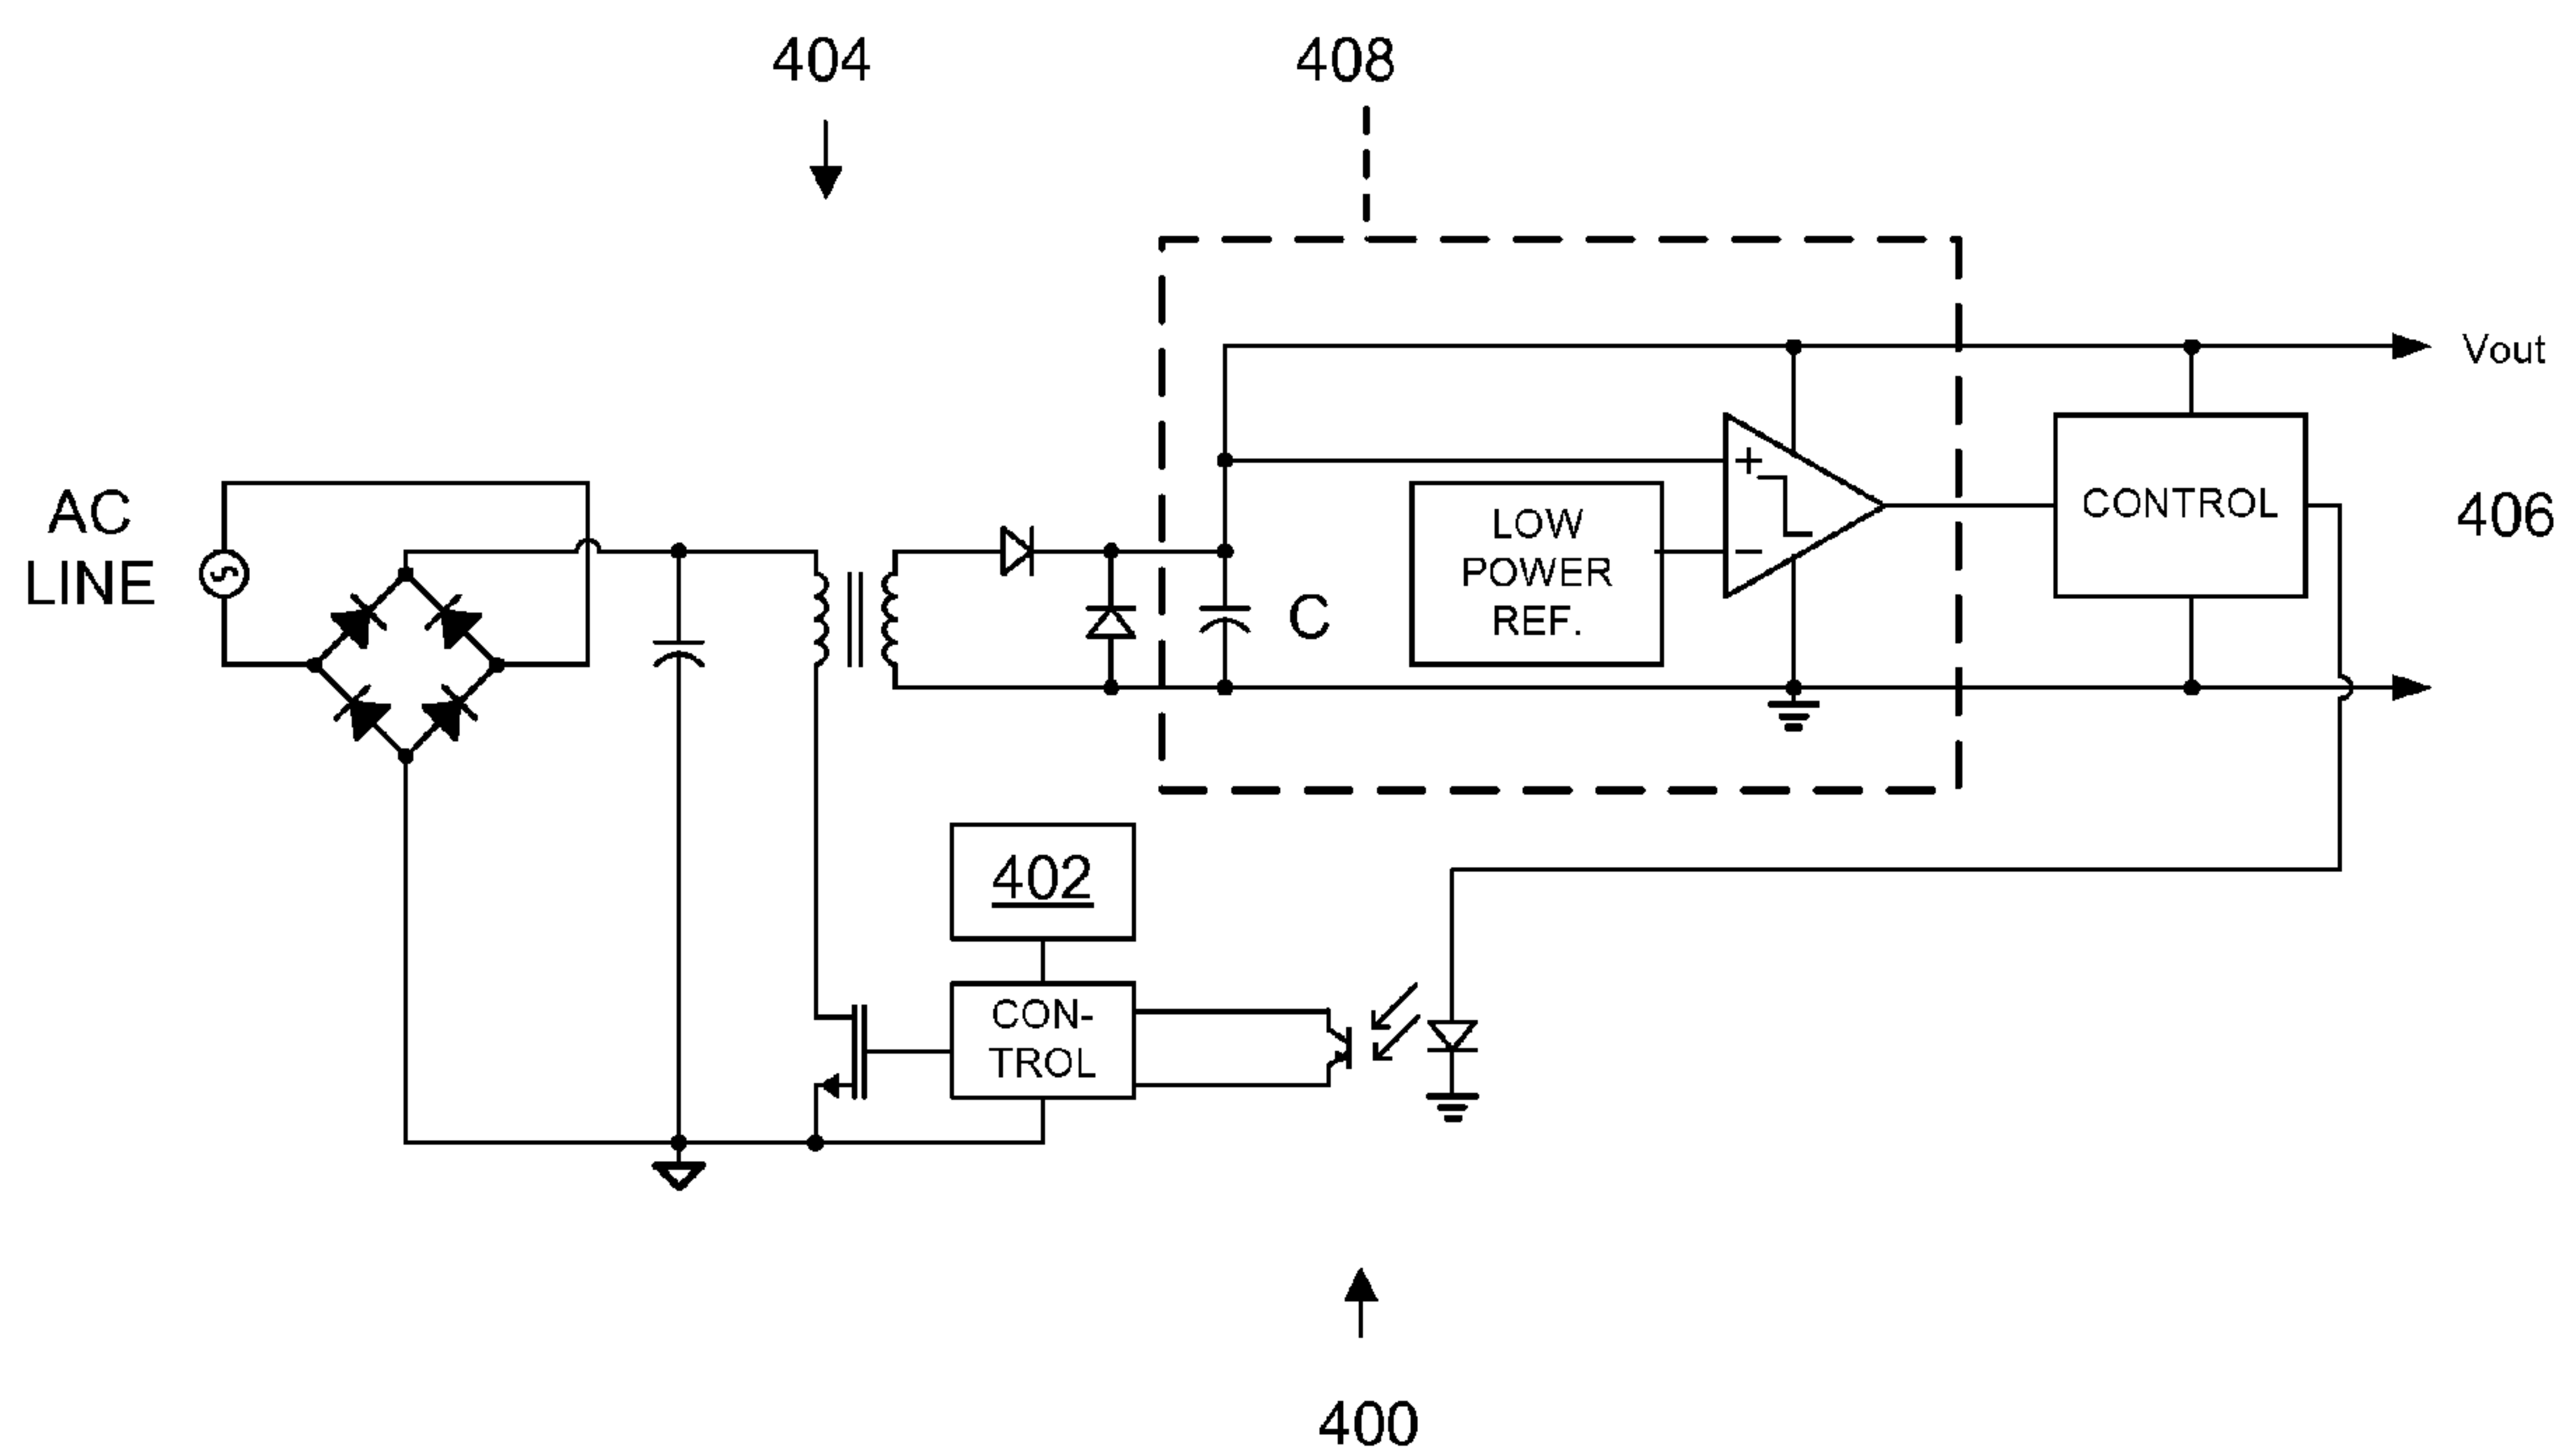 404
408
Vout
AC
LINE
+
−
LOW
POWER
REF.
CONTROL
406
C
402
CON-
TROL
400